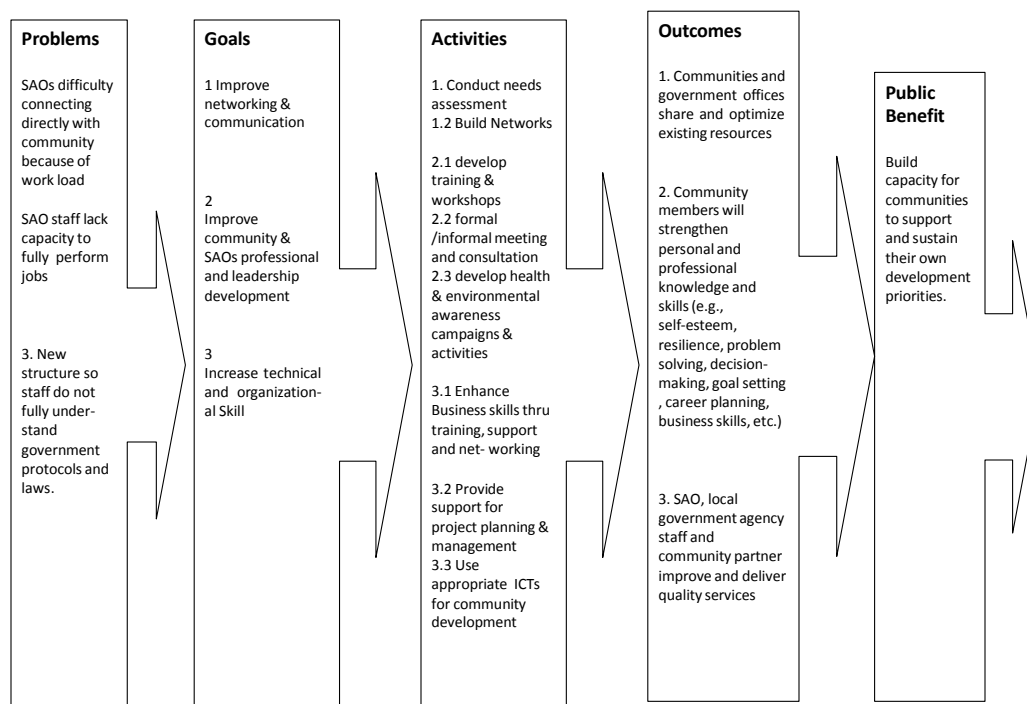 Problems
SAOs difficulty
connecting
directly with
community
because of
work load
SAO staff lack
capacity to
fully perform
jobs
3. New
structure so
staff do not
fully under-
stand
government
protocols and
laws.
Goals
1 Improve
networking &
communication
2
Improve
community &
SAOs professional
and leadership
development
3
Increase technical
and organization-
al Skill
Activities
1. Conduct needs
assessment
1.2 Build Networks
2.1 develop
training &
workshops
2.2 formal
/informal meeting
and consultation
2.3 develop health
& environmental
awareness
campaigns &
activities
3.1 Enhance
Business skills thru
training, support
and net- working
3.2 Provide
support for
project planning &
management
3.3 Use
appropriate ICTs
for community
development
Outcomes
1. Communities and
government offices
share and optimize
existing resources
2. Community
members will
strengthen
personal and
professional
knowledge and
skills (e.g.,
self-esteem,
resilience, problem
solving, decision-
making, goal setting
, career planning,
business skills, etc.)
3. SAO, local
government agency
staff and
community partner
improve and deliver
quality services
Public
Benefit
Build
capacity for
communities
to support
and sustain
their own
development
priorities.